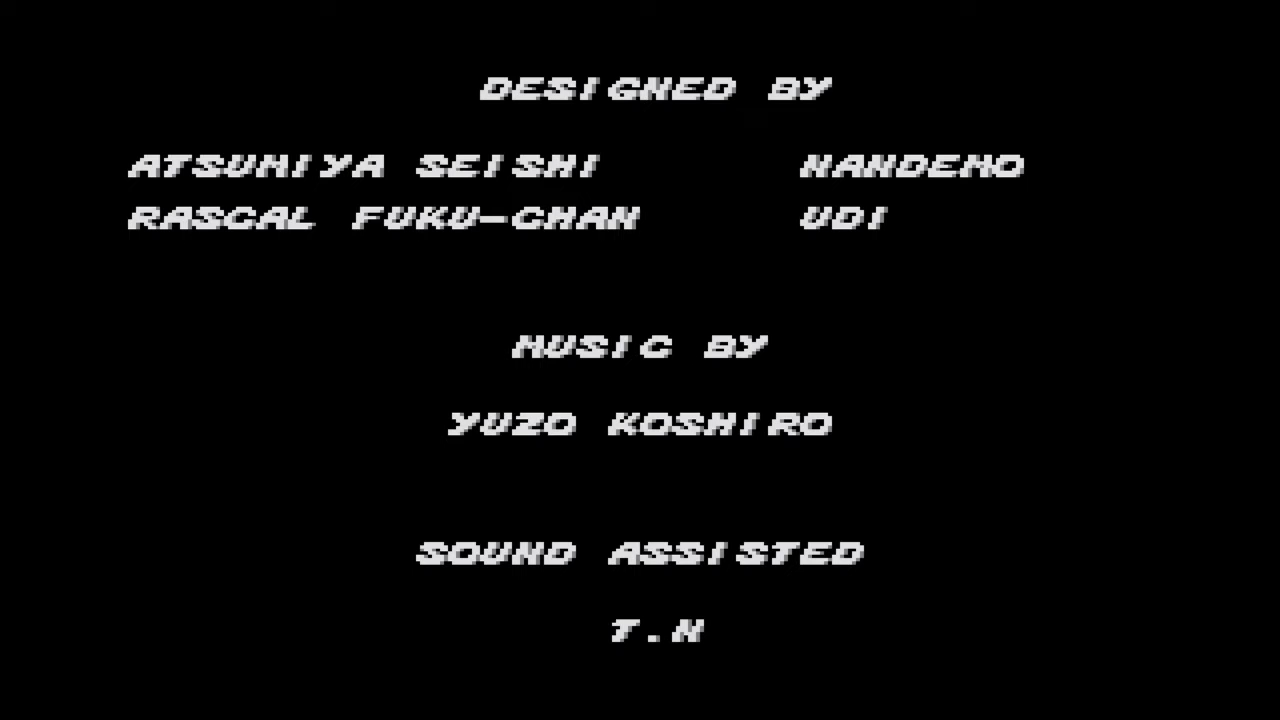 DESIGNED BY
ATSUMIYA SEISHI NANDEMO
RASCAL FUKU-CHAN UDI
MUSIC BY
YUZO KOSHIRO
SOUND ASSISTED
T.N